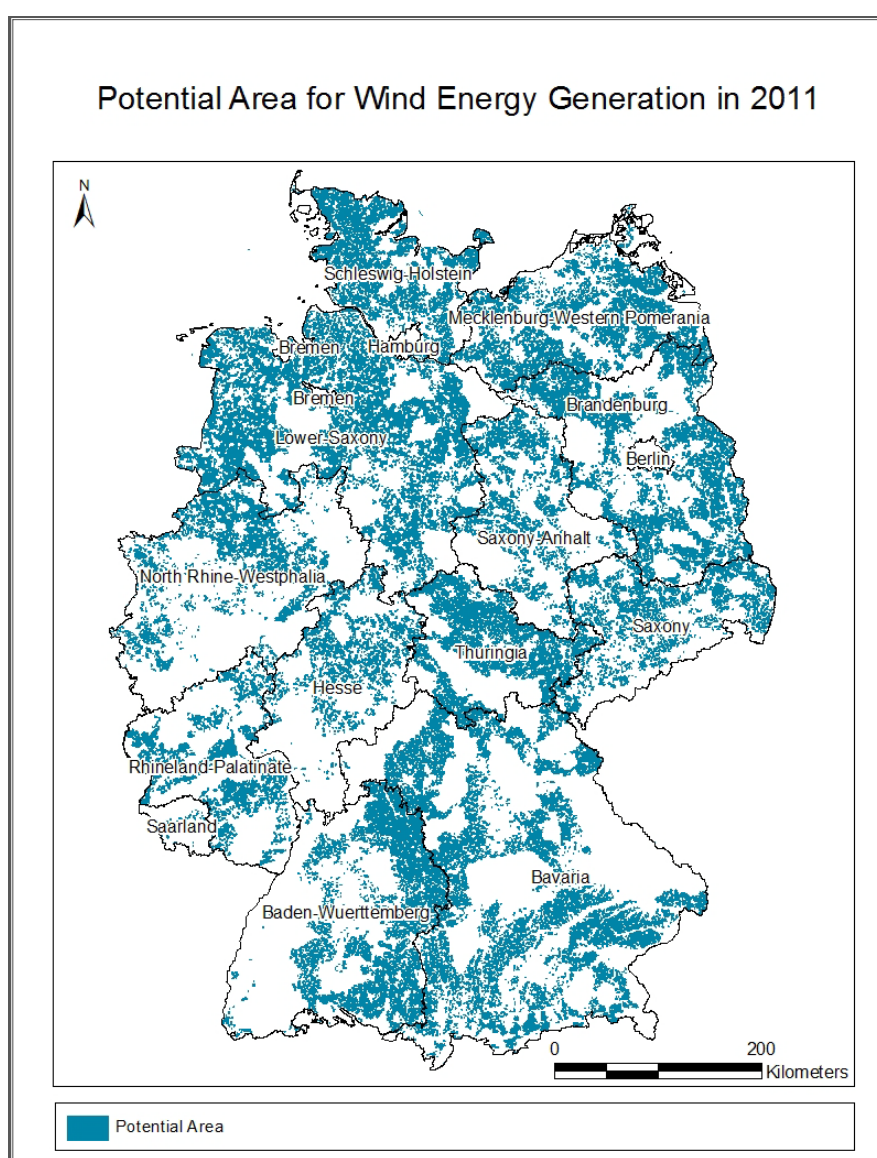 Potential Area for Wind Energy Generation in 2011
N
Schleswig-Holstein
Mecklenburg-Western Pomerania
Bremen
Hamburg
Bremen
Brandenburg
Lower-Saxony
Berlin
Saxony-Anhalt
North Rhine-Westphalia
Saxony
Thuringia
Hesse
Rhineland-Palatinate
Saarland
Bavaria
Baden-Wuerttemberg
0 200
Kilometers
Potential Area